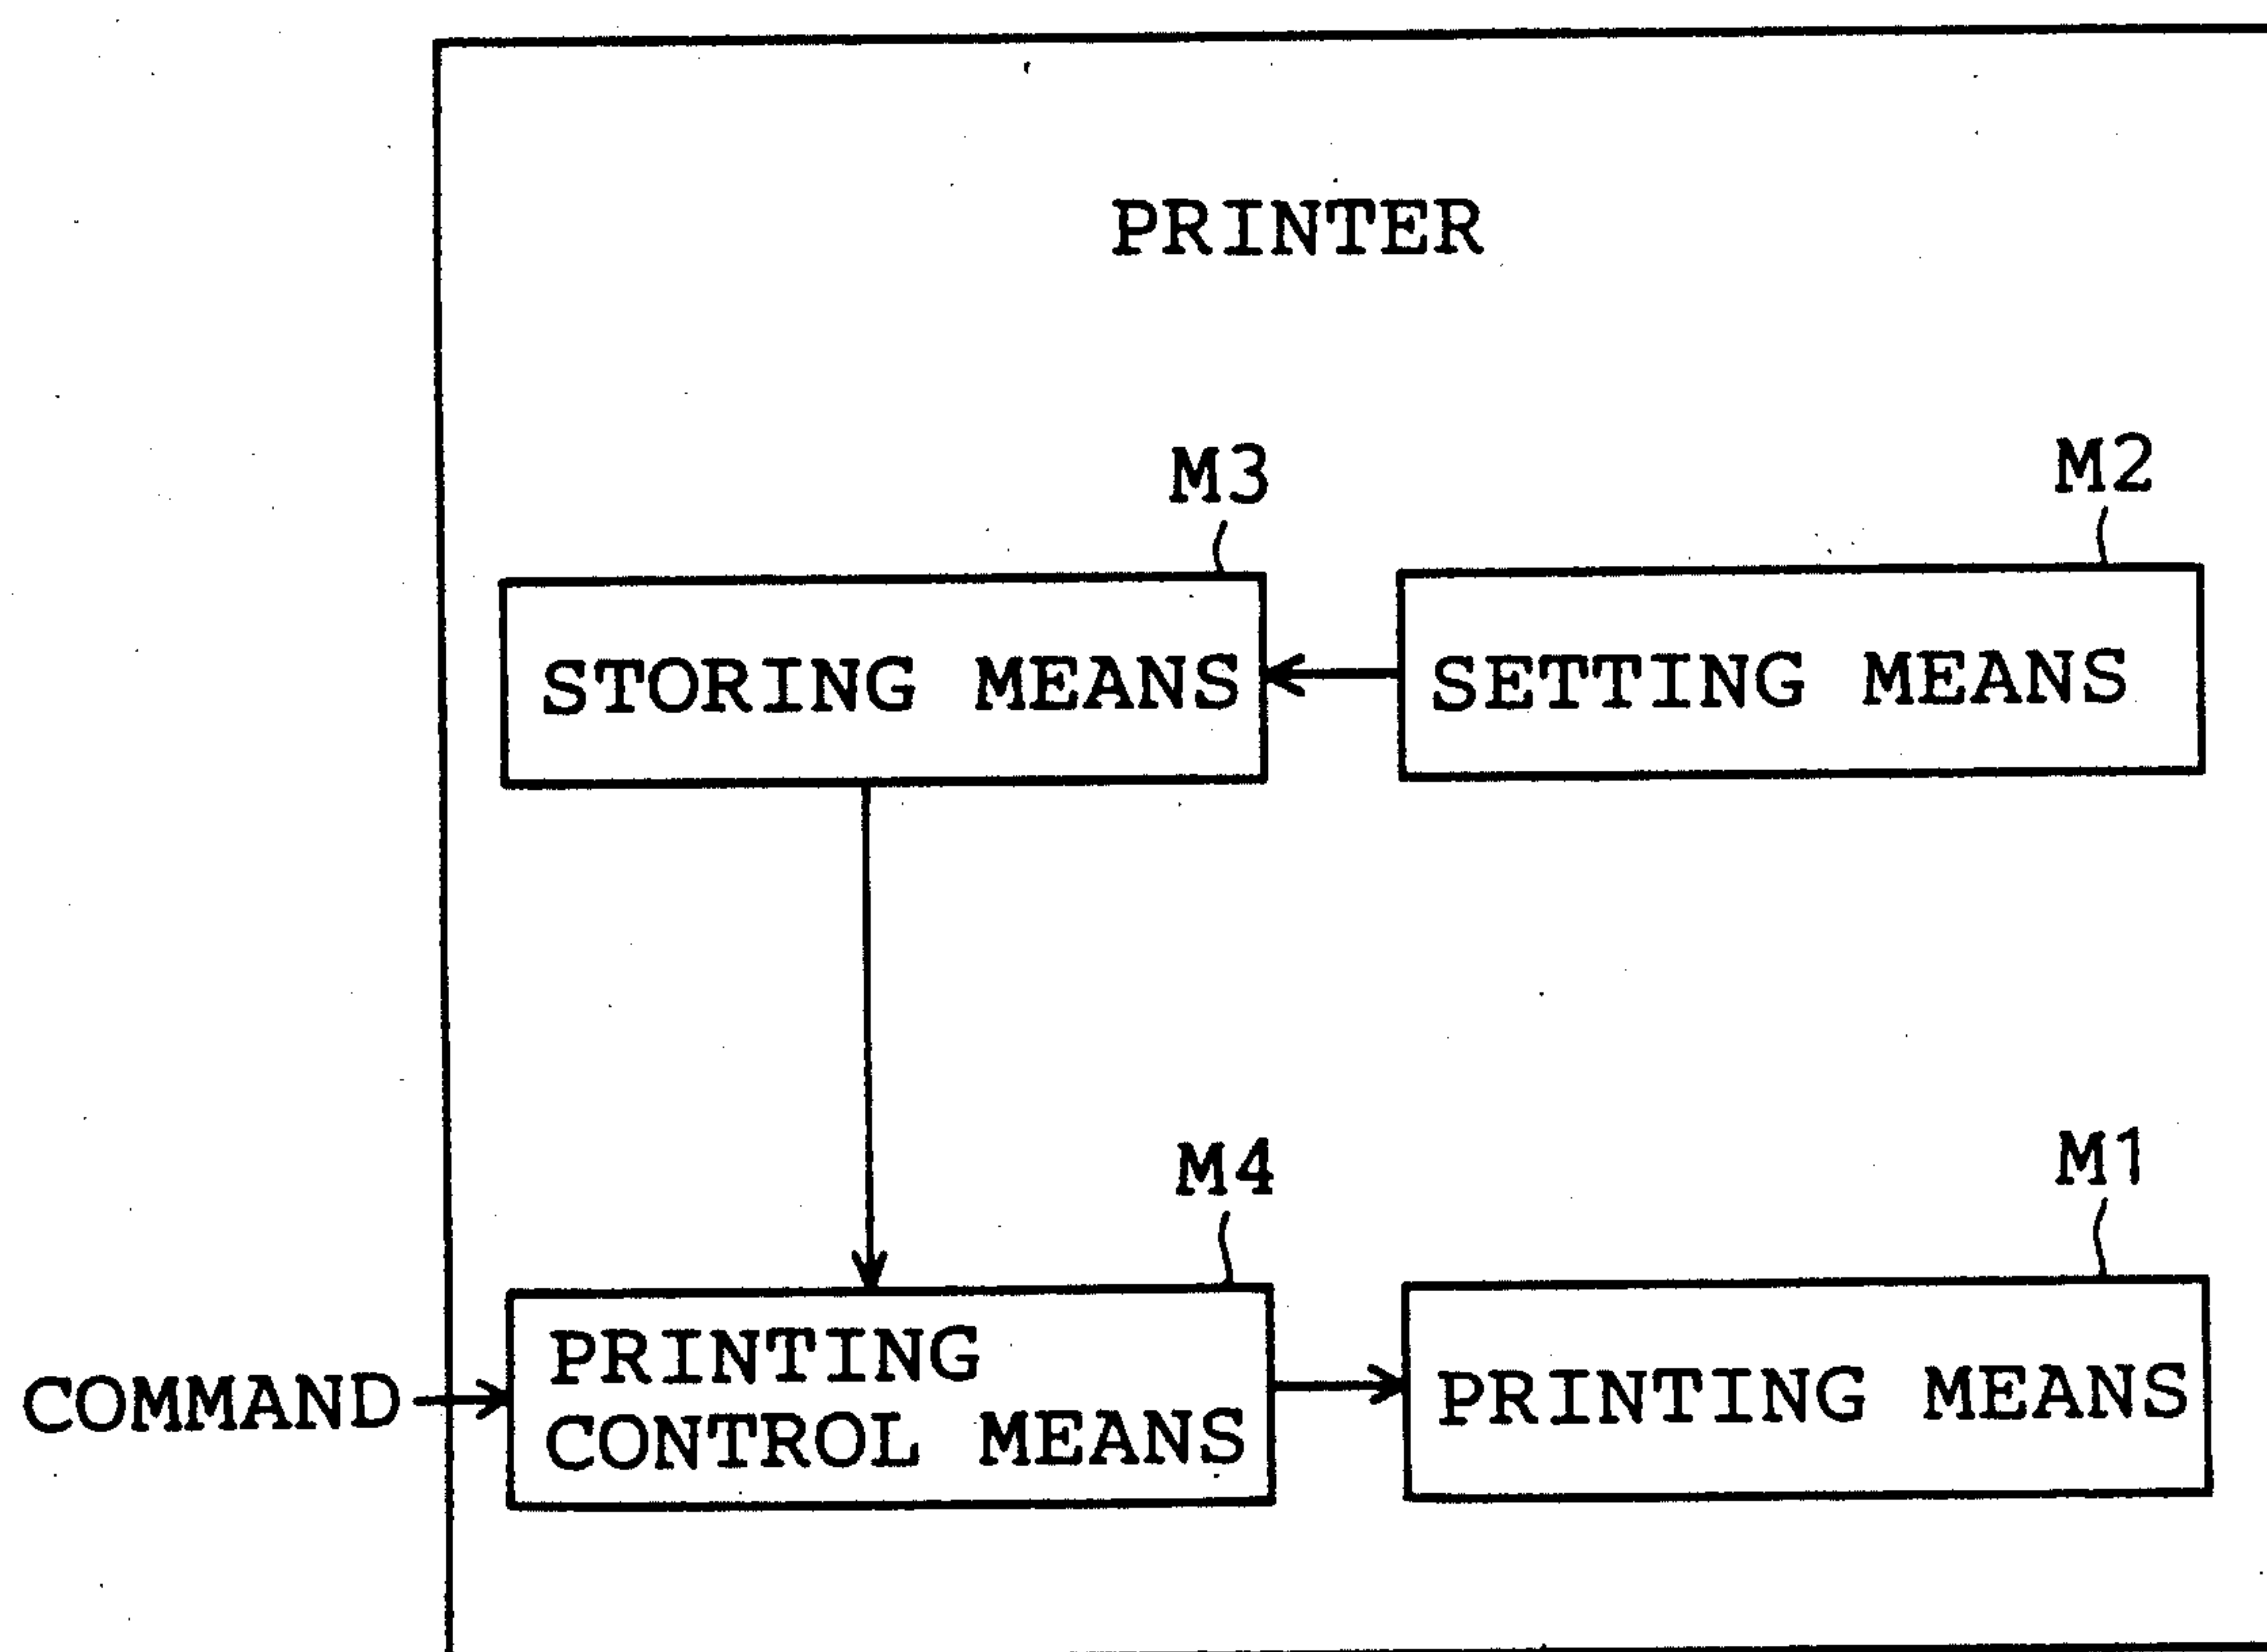 PRINTER
M3
M2
STORING MEANS
SETTING MEANS
M4
M1
COMMAND
PRINTING
CONTROL MEANS
PRINTING MEANS